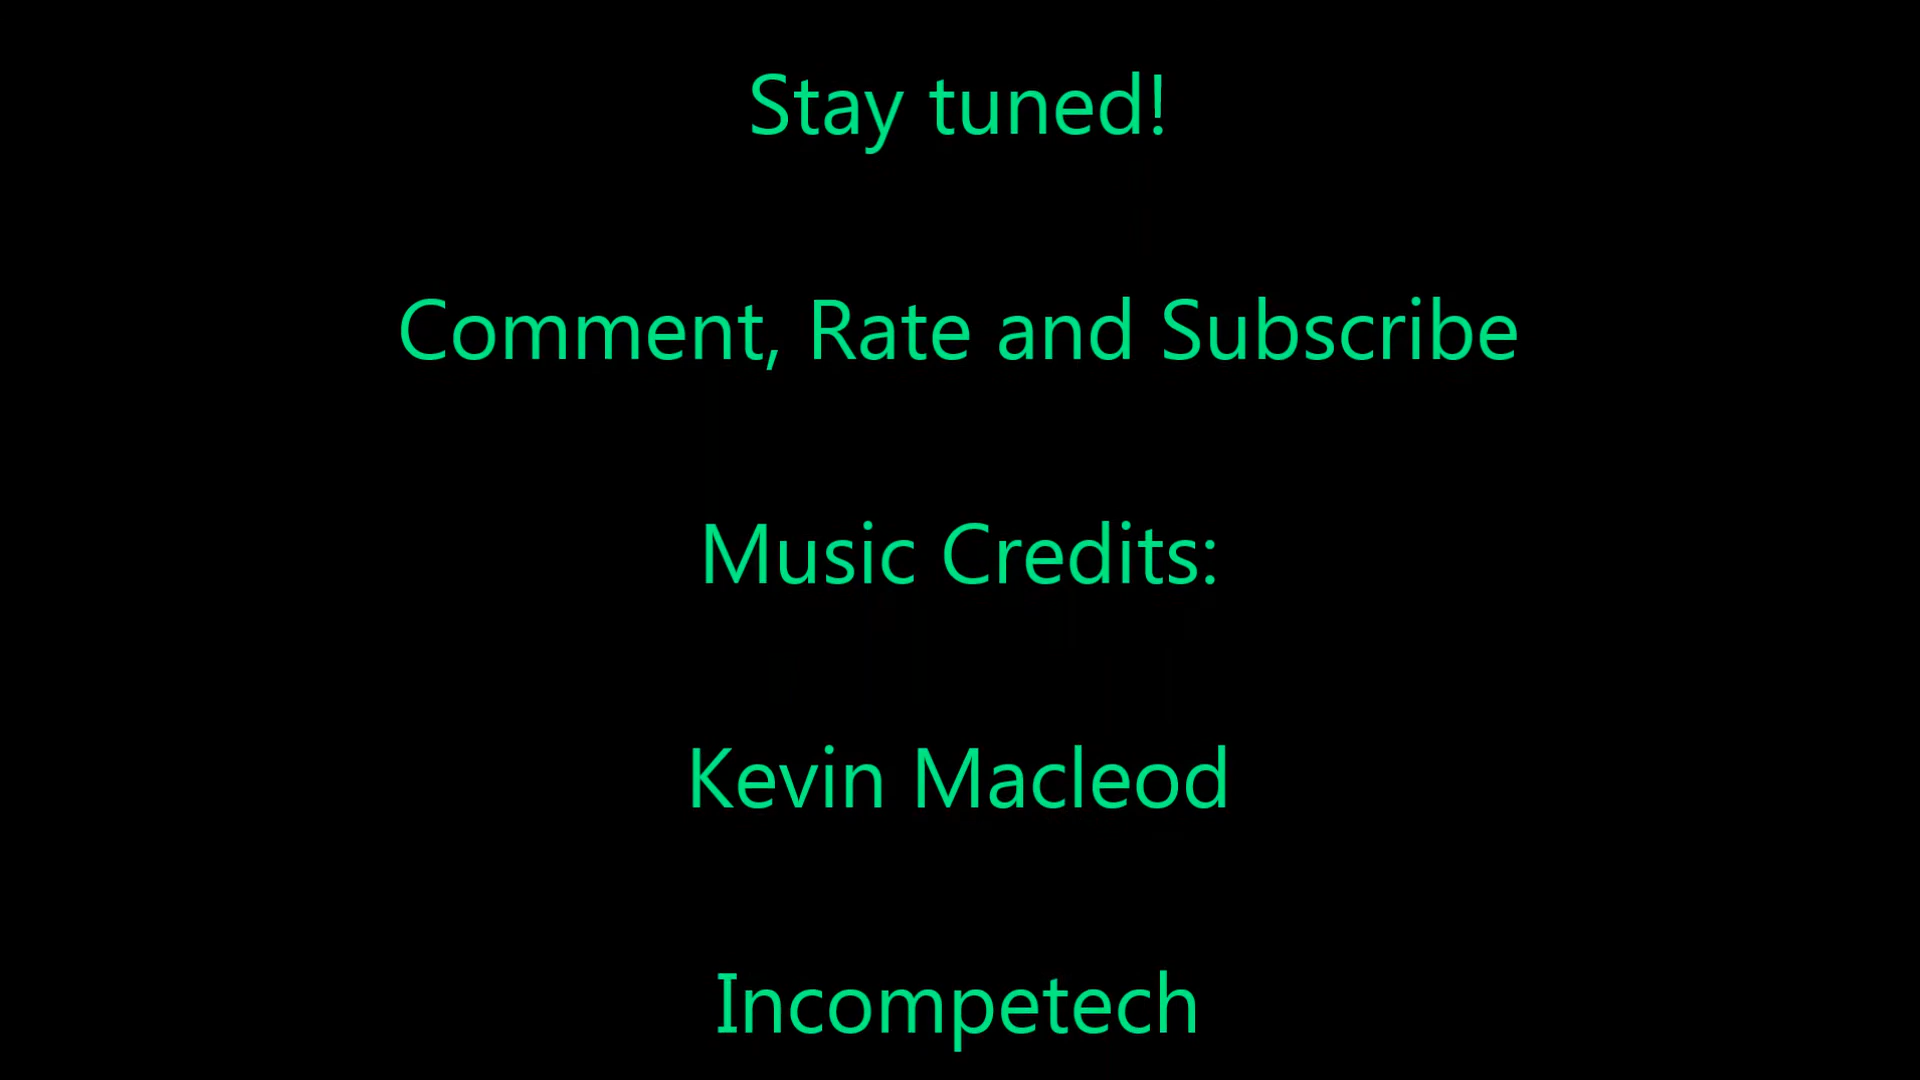 Stay tuned!
Comment, Rate and Subscribe
Music Credits:
Kevin Macleod
Incompetech